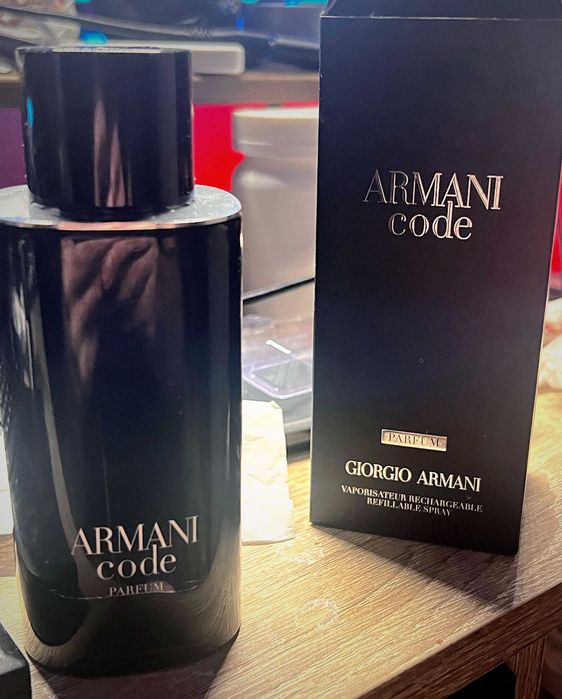 ARMANI
code
PARFUM
ARMANI
code
PARFUM
GIORGIO ARMANI
VAPORISATEUR RECHARGEABLE
REFILLABLE SPRAY